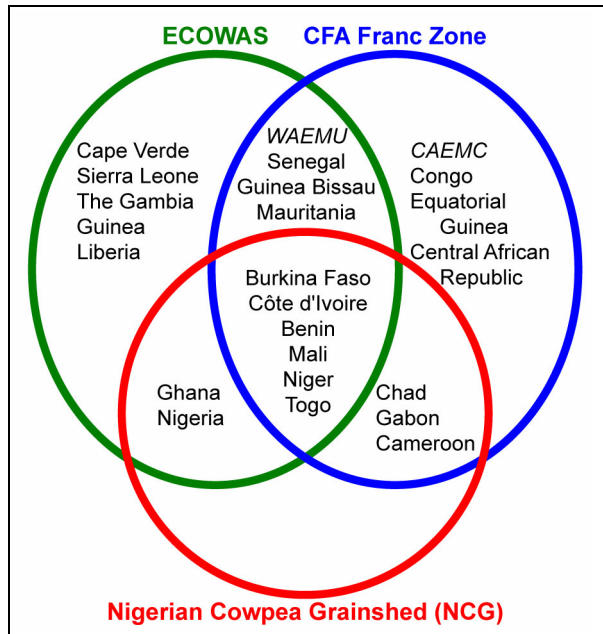 ECOWAS
CFA Franc Zone
Cape Verde
Sierra Leone
The Gambia
Guinea
Liberia
WAEMU
Senegal
Guinea Bissau
Mauritania
CAEMC
Congo
Equatorial
Guinea
Central African
Republic
Burkina Faso
Côte d'Ivoire
Benin
Mali
Niger
Togo
Ghana
Nigeria
Chad
Gabon
Cameroon
Nigerian Cowpea Grainshed (NCG)